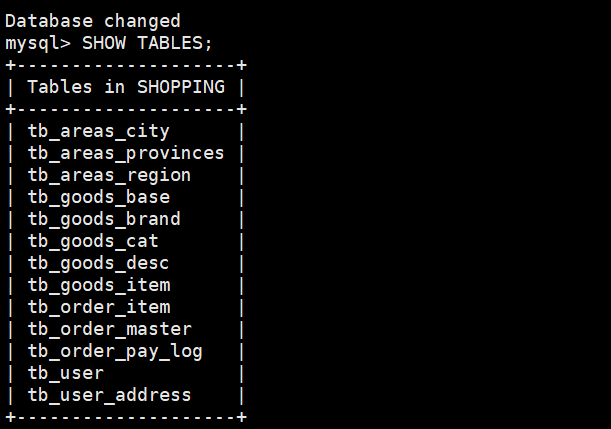 Database changed
mysql> SHOW TABLES;
+--------------------+
| Tables in SHOPPING |
+--------------------+
| tb_areas_city      |
| tb_areas_provinces |
| tb_areas_region    |
| tb_goods_base      |
| tb_goods_brand     |
| tb_goods_cat       |
| tb_goods_desc      |
| tb_goods_item      |
| tb_order_item      |
| tb_order_master    |
| tb_order_pay_log   |
| tb_user            |
| tb_user_address    |
+--------------------+